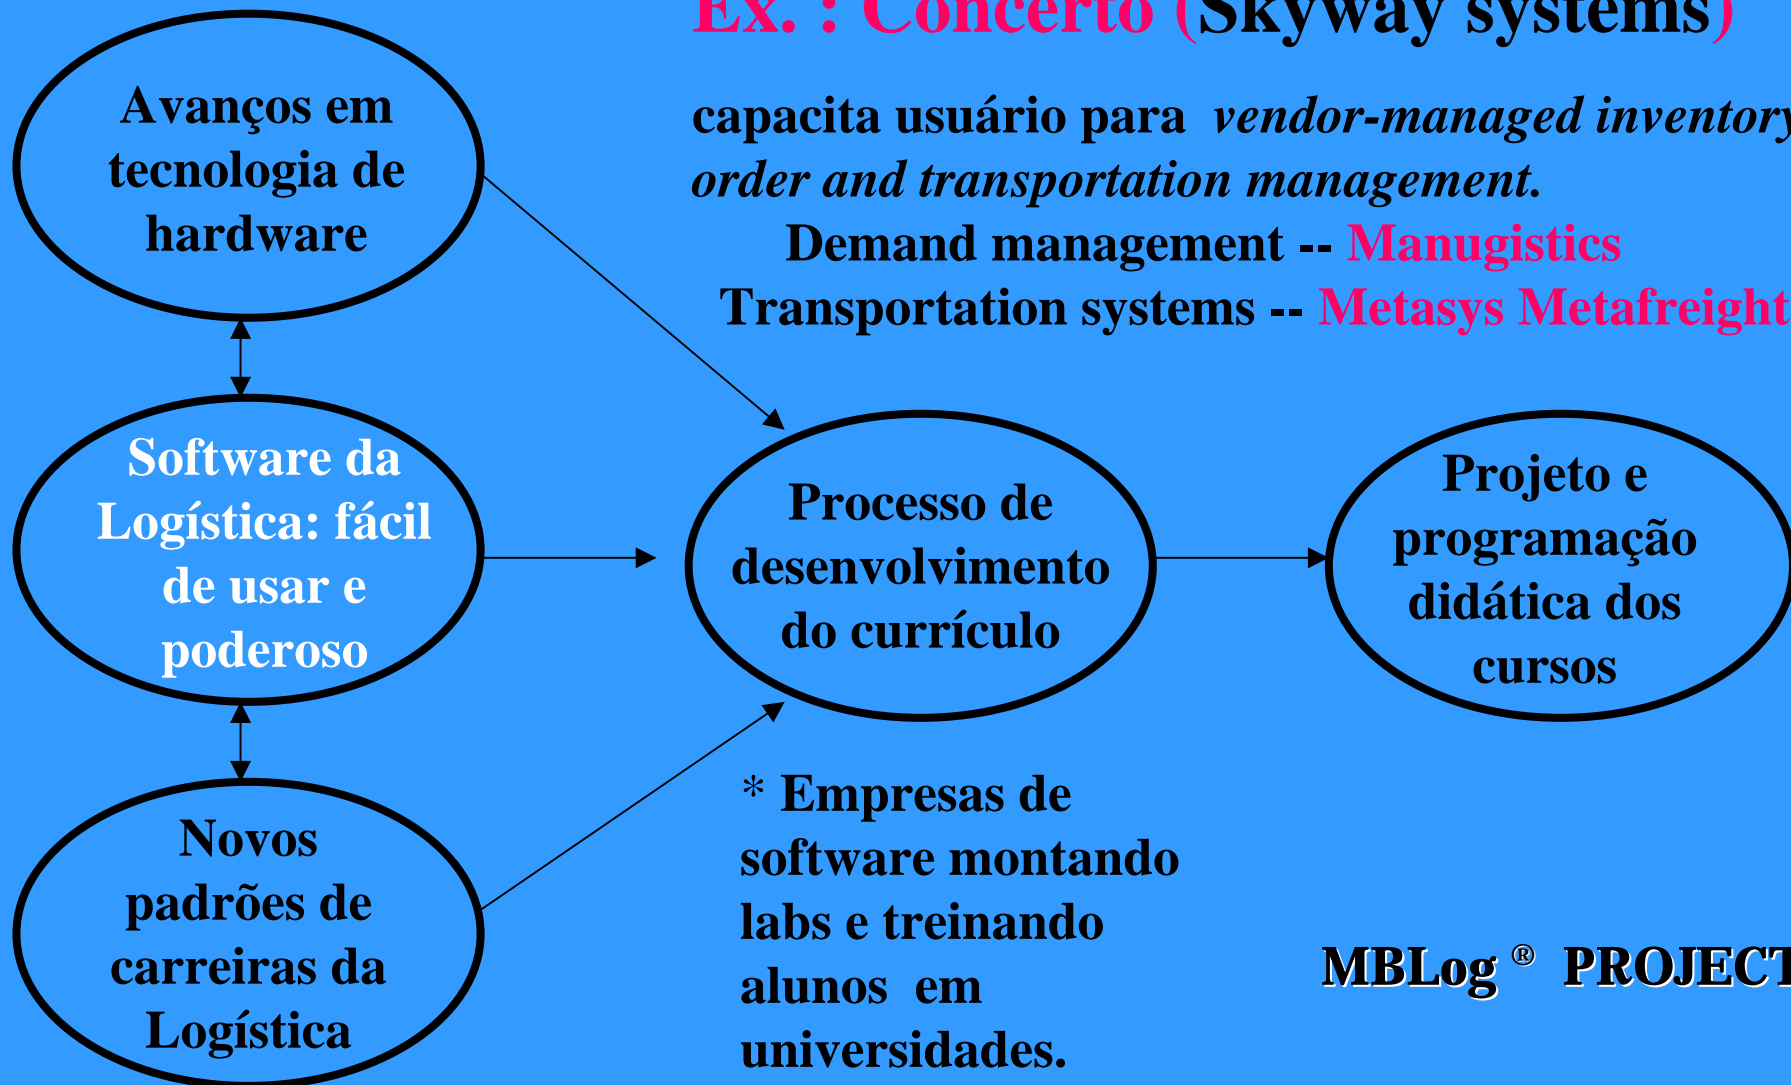 Ex. : Concerto (Skyway systems)
capacita usuário para vendor-managed inventory
order and transportation management.
Demand management -- Manugistics
Transportation systems -- Metasys Metafreight
Avanços em
tecnologia de
hardware
Software da
Logística: fácil
de usar e
poderoso
Novos
padrões de
carreiras da
Logística
Processo de
desenvolvimento
do currículo
Projeto e
programação
didática dos
cursos
* Empresas de
software montando
labs e treinando
alunos em
universidades.
MBLog ® PROJECT